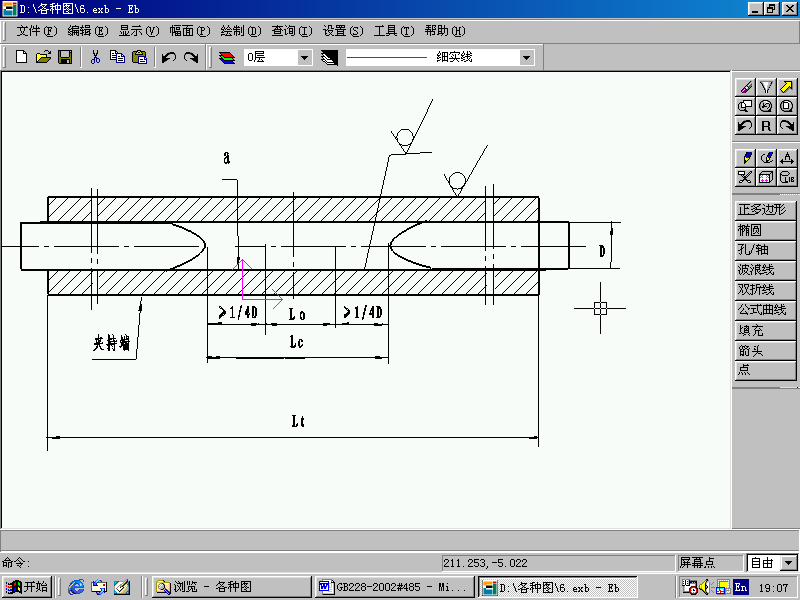 D:\各种图\6.exb - Eb
文件(F) 编辑(E) 显示(V) 幅面(P) 绘制(D) 查询(I) 设置(S) 工具(T) 帮助(H)
0层 细实线
a
D
≥1/4D Lo ≥1/4D
夹持端
Lc
Lt
R
正多边形
椭圆
孔/轴
波浪线
双折线
公式曲线
填充
箭头
点
命令: 211.253,-5.022 屏幕点 自由
开始 浏览 - 各种图 GB228-2002#485 - Mi... D:\各种图\6.exb - Eb En 19:07